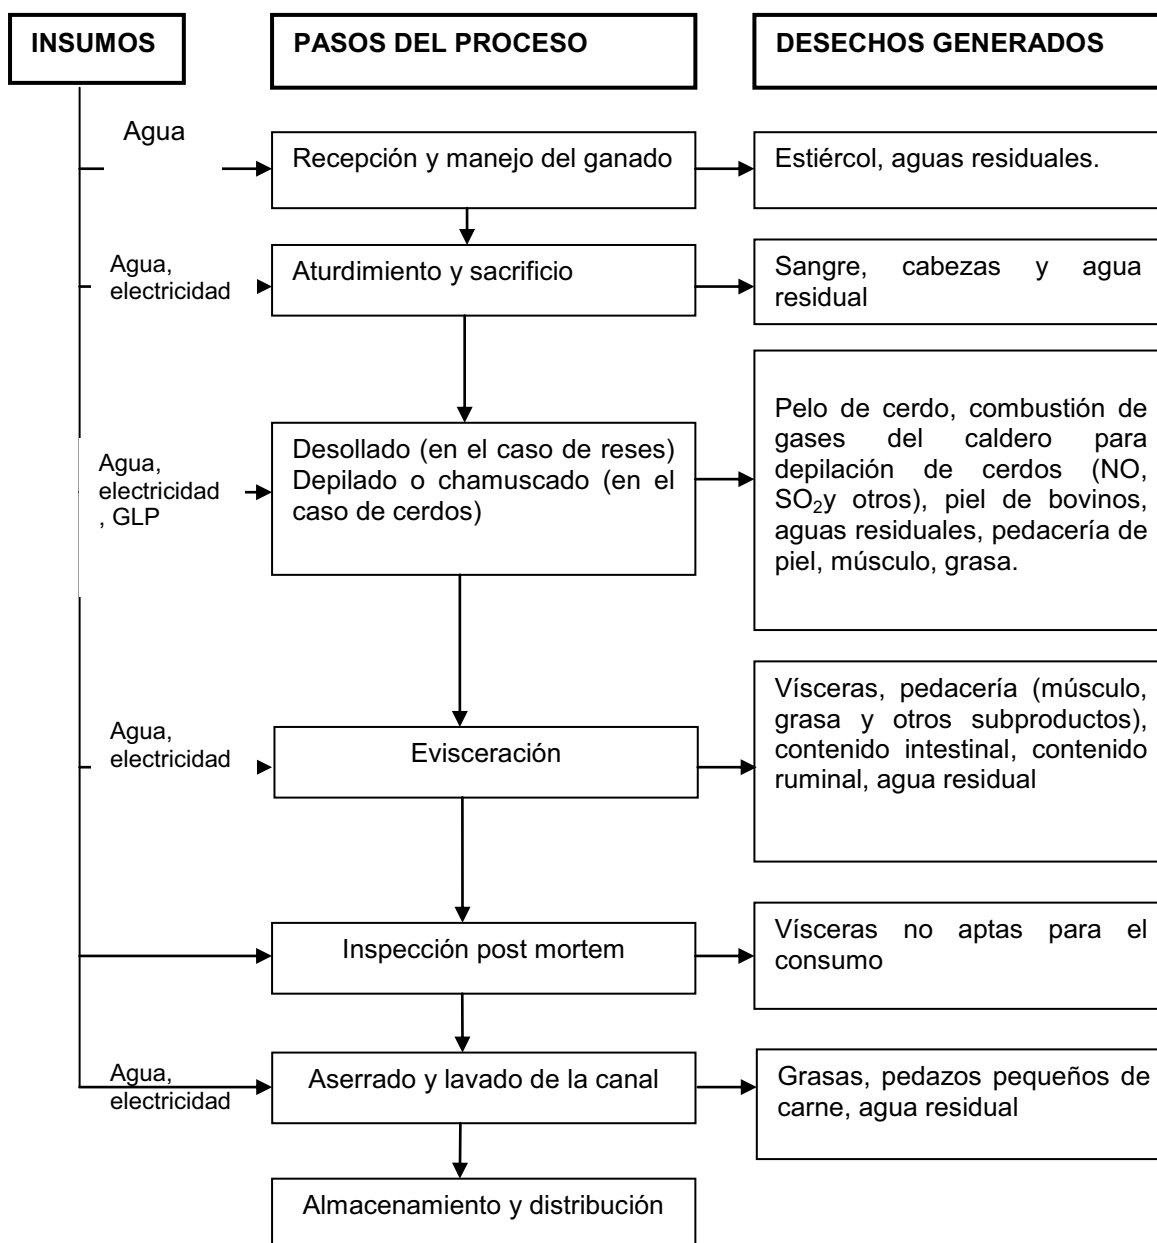 INSUMOS
PASOS DEL PROCESO
DESECHOS GENERADOS
Agua
Recepción y manejo del ganado
Estiércol, aguas residuales.
Agua,
electricidad
Aturdimiento y sacrificio
Sangre, cabezas y agua
residual
Agua,
electricidad
, GLP
Desollado (en el caso de reses)
Depilado o chamuscado (en el
caso de cerdos)
Pelo de cerdo, combustión de
gases del caldero para
depilación de cerdos (NO,
SO₂y otros), piel de bovinos,
aguas residuales, pedacería de
piel, músculo, grasa.
Agua,
electricidad
Evisceración
Vísceras, pedacería (músculo,
grasa y otros subproductos),
contenido intestinal, contenido
ruminal, agua residual
Inspección post mortem
Vísceras no aptas para el
consumo
Agua,
electricidad
Aserrado y lavado de la canal
Grasas, pedazos pequeños de
carne, agua residual
Almacenamiento y distribución